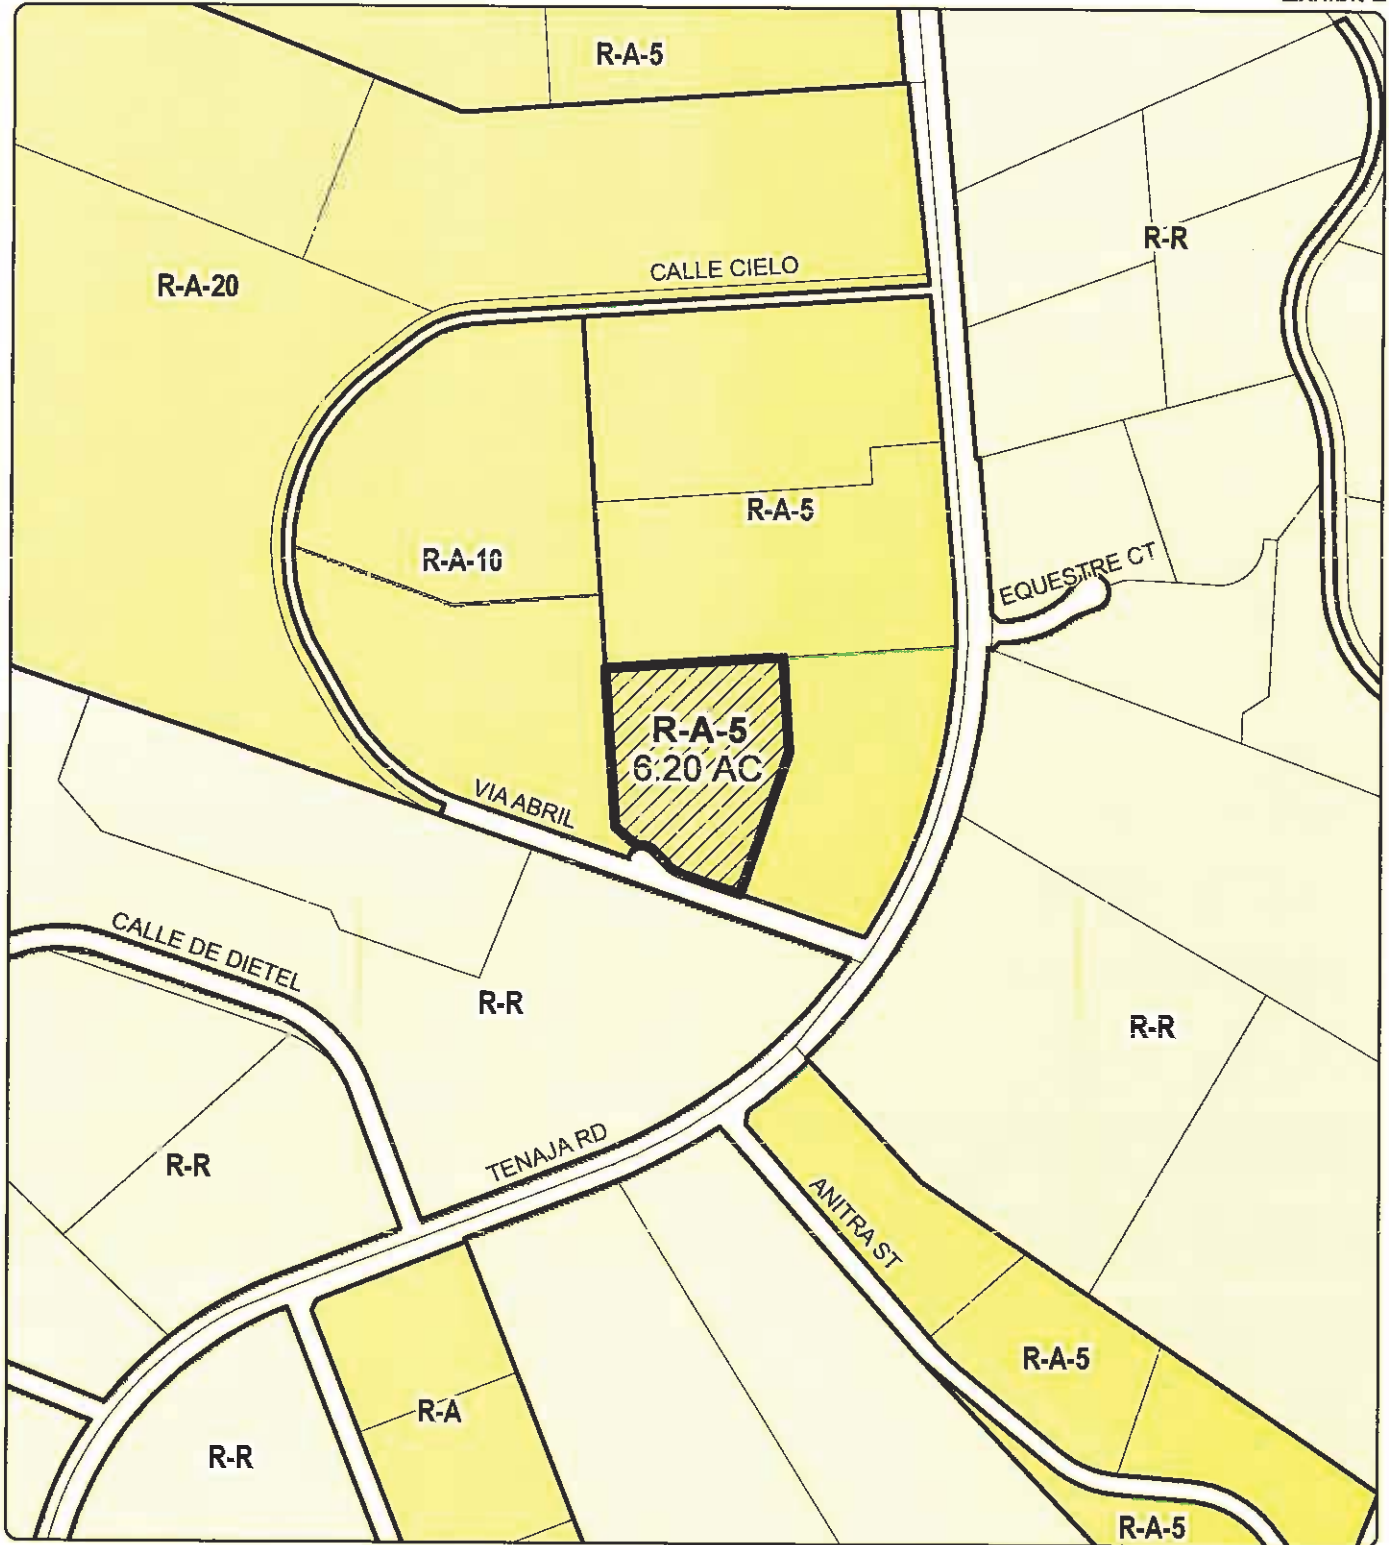 R-A-5
R-R
CALLE CIELO
R-A-20
R-A-5
R-A-10
EQUESTRE CT
R-A-5
6.20 AC
VIA ABRIL
CALLE DE DIETEL
R-R
R-R
TENAJA RD
R-R
ANITRA ST
R-A-5
R-A
R-R
R-A-5